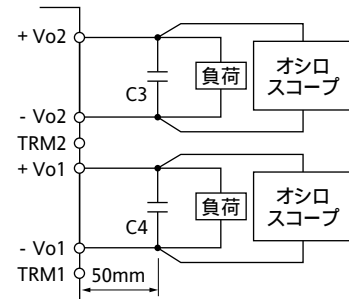 + Vo2
C3
負荷
オシロ
スコープ
- Vo2
TRM2
+ Vo1
C4
負荷
オシロ
スコープ
- Vo1
TRM1
50mm